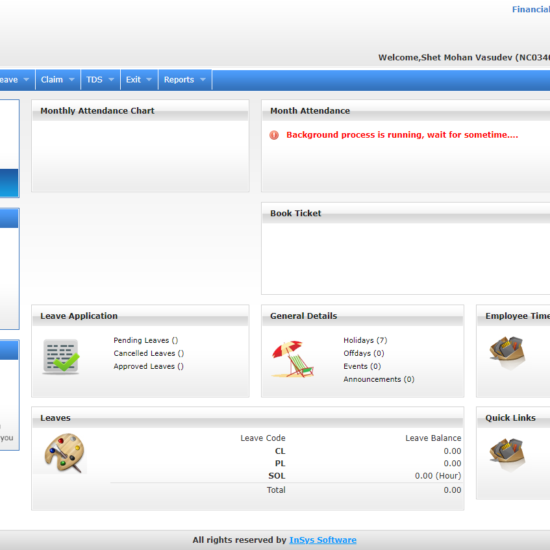 Financial
Welcome,Shet Mohan Vasudev (NC034
eave Claim TDS Exit Reports
Monthly Attendance Chart
Month Attendance
Background process is running, wait for sometime....
Book Ticket
Leave Application
General Details
Employee Time
Pending Leaves ()
Cancelled Leaves ()
Approved Leaves ()
Holidays (7)
Offdays (0)
Events (0)
Announcements (0)
you
Leaves
Quick Links
Leave Code Leave Balance
CL 0.00
PL 0.00
SOL 0.00 (Hour)
Total 0.00
All rights reserved by InSys Software